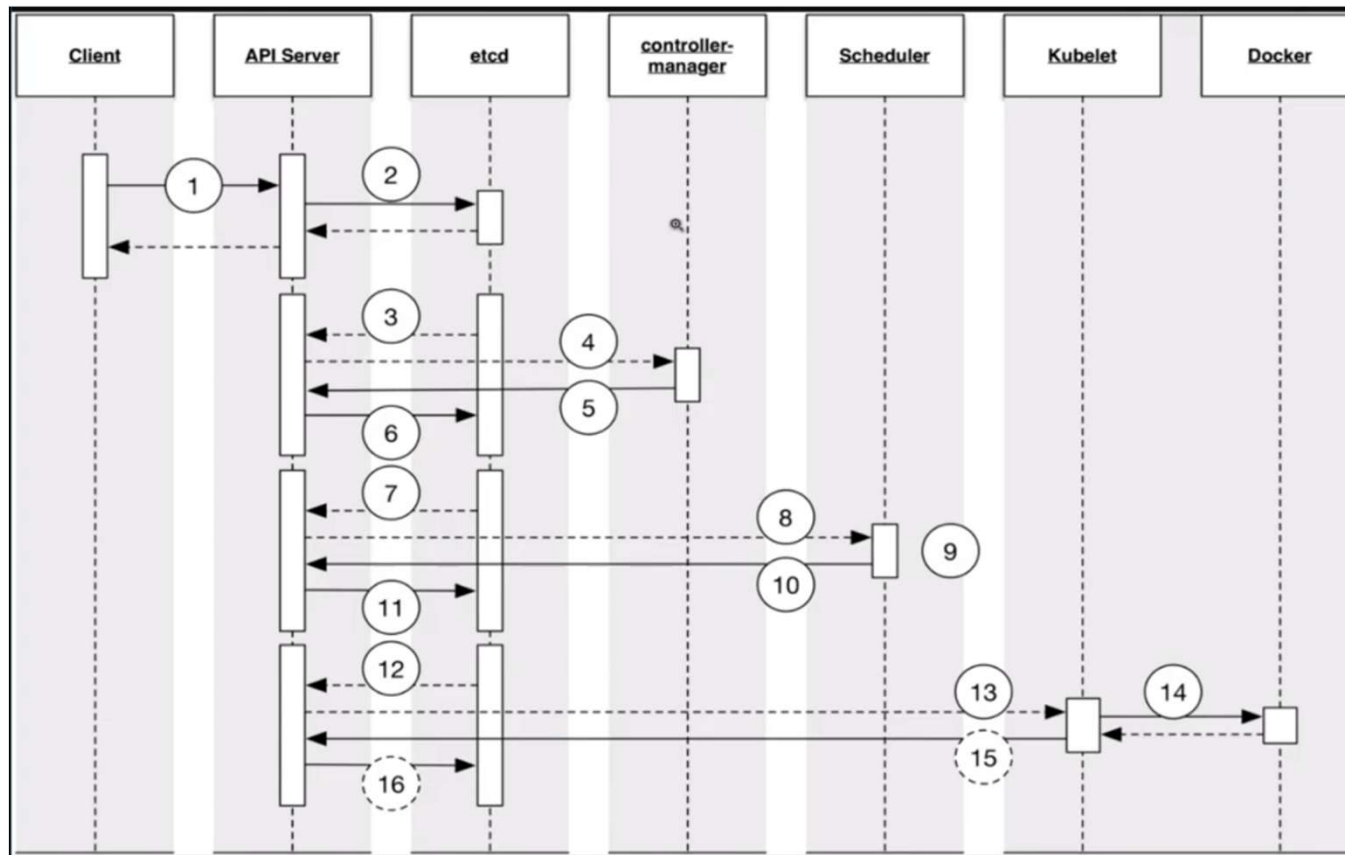 Client
API Server
etcd
controller-
manager
Scheduler
Kubelet
Docker
1
2
3
4
5
6
7
8
9
10
11
12
13
14
15
16